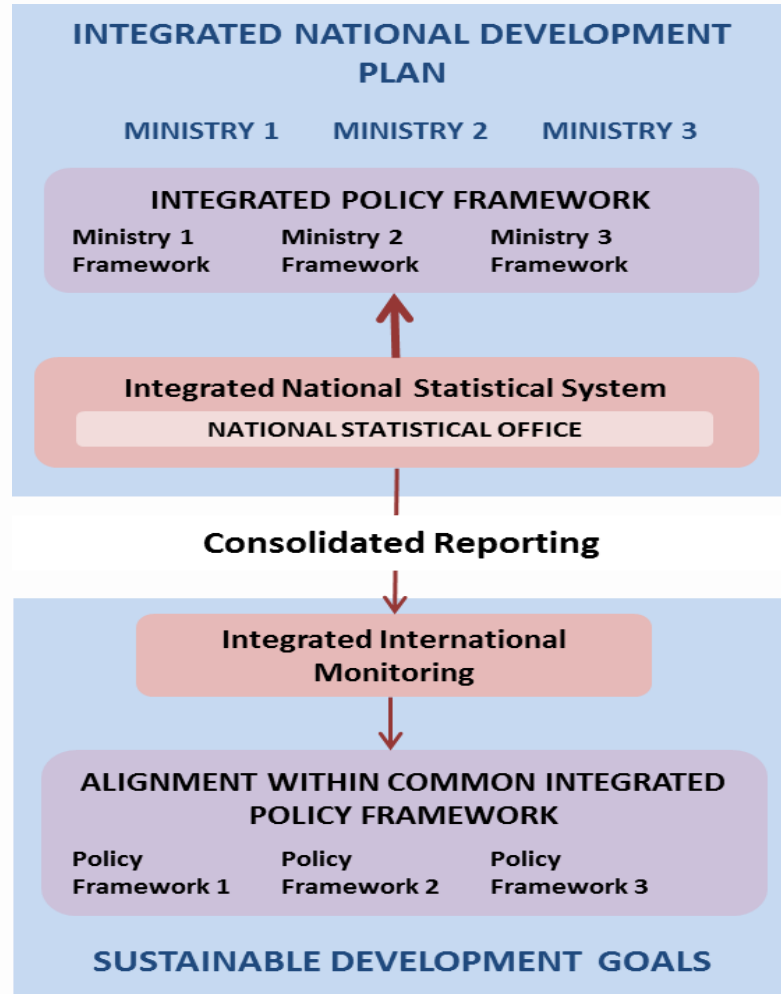 INTEGRATED NATIONAL DEVELOPMENT
PLAN
MINISTRY 1 MINISTRY 2 MINISTRY 3
INTEGRATED POLICY FRAMEWORK
Ministry 1 Ministry 2 Ministry 3
Framework Framework Framework
Integrated National Statistical System
NATIONAL STATISTICAL OFFICE
Consolidated Reporting
Integrated International
Monitoring
ALIGNMENT WITHIN COMMON INTEGRATED
POLICY FRAMEWORK
Policy Policy Policy
Framework 1 Framework 2 Framework 3
SUSTAINABLE DEVELOPMENT GOALS